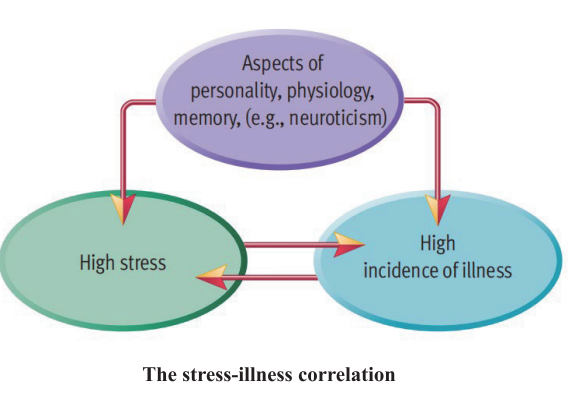 Aspects of
personality, physiology,
memory, (e.g., neuroticism)
High stress
High
incidence of illness
The stress-illness correlation